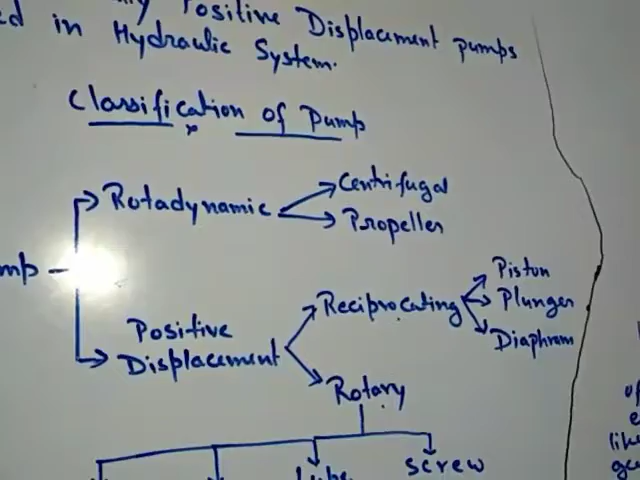 ed in Hydraulic System.
Positive Displacement pumps
Classification of Pump
Rotadynamic
Centrifugal
Propeller
mp
Positive
Displacement
Reciprocating
Piston
Plunger
Diaphram
Rotary
screw